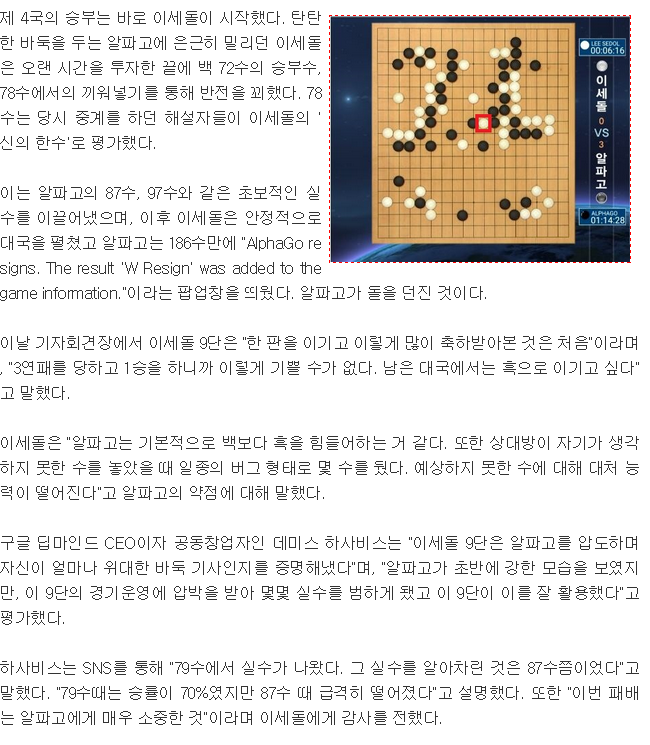 제 4국의 승부는 바로 이세돌이 시작했다. 탄탄
한 바둑을 두는 알파고에 은근히 밀리던 이세돌
은 오랜 시간을 투자한 끝에 백 72수의 승부수,
78수에서의 끼워넣기를 통해 반전을 꾀했다. 78
수는 당시 중계를 하던 해설자들이 이세돌의 '
신의 한수'로 평가했다.
이는 알파고의 87수, 97수와 같은 초보적인 실
수를 이끌어냈으며, 이후 이세돌은 안정적으로
대국을 펼쳤고 알파고는 186수만에 "AlphaGo re
signs. The result 'W Resign' was added to the
game information."이라는 팝업창을 띄웠다. 알파고가 돌을 던진 것이다.
LEE SEDOL
00:06:16
이세돌
0
VS
3
알파고
ALPHAGO
01:14:28
이날 기자회견장에서 이세돌 9단은 "한 판을 이기고 이렇게 많이 축하받아본 것은 처음"이라며
, "3연패를 당하고 1승을 하니까 이렇게 기쁠 수가 없다. 남은 대국에서는 흑으로 이기고 싶다"
고 말했다.
이세돌은 "알파고는 기본적으로 백보다 흑을 힘들어하는 거 같다. 또한 상대방이 자기가 생각
하지 못한 수를 놓았을 때 일종의 버그 형태로 몇 수를 뒀다. 예상하지 못한 수에 대해 대처 능
력이 떨어진다"고 알파고의 약점에 대해 말했다.
구글 딥마인드 CEO이자 공동창업자인 데미스 하사비스는 "이세돌 9단은 알파고를 압도하며
자신이 얼마나 위대한 바둑 기사인지를 증명해냈다"며, "알파고가 초반에 강한 모습을 보였지
만, 이 9단의 경기운영에 압박을 받아 몇몇 실수를 범하게 됐고 이 9단이 이를 잘 활용했다"고
평가했다.
하사비스는 SNS를 통해 "79수에서 실수가 나왔다. 그 실수를 알아차린 것은 87수쯤이었다"고
말했다. "79수때는 승률이 70%였지만 87수 때 급격히 떨어졌다"고 설명했다. 또한 "이번 패배
는 알파고에게 매우 소중한 것"이라며 이세돌에게 감사를 전했다.